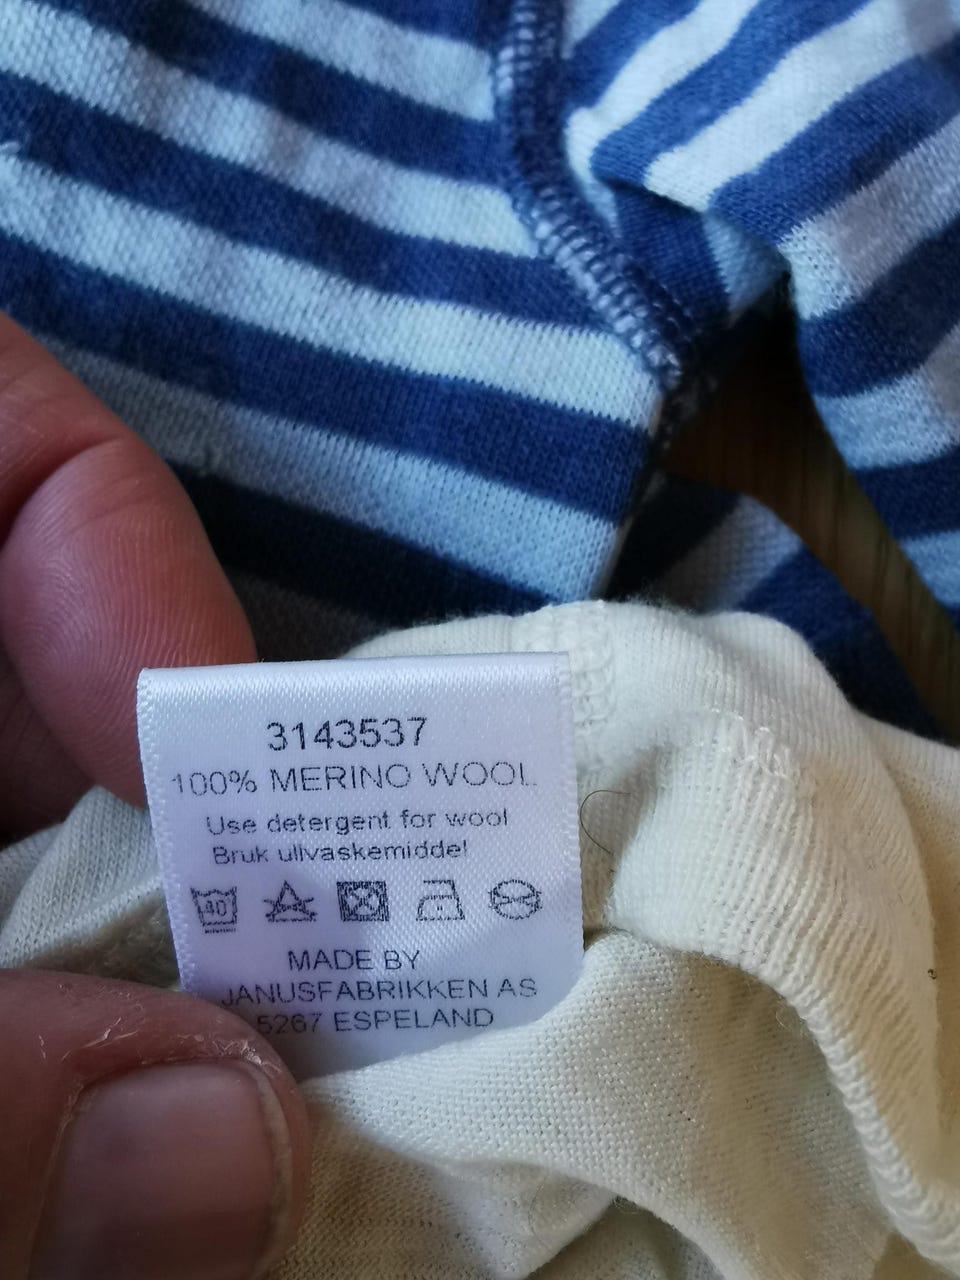 3143537
100% MERINO WOOL
Use detergent for wool
Bruk ullvaskemiddel
40
MADE BY
JANUSFABRIKKEN AS
5267 ESPELAND